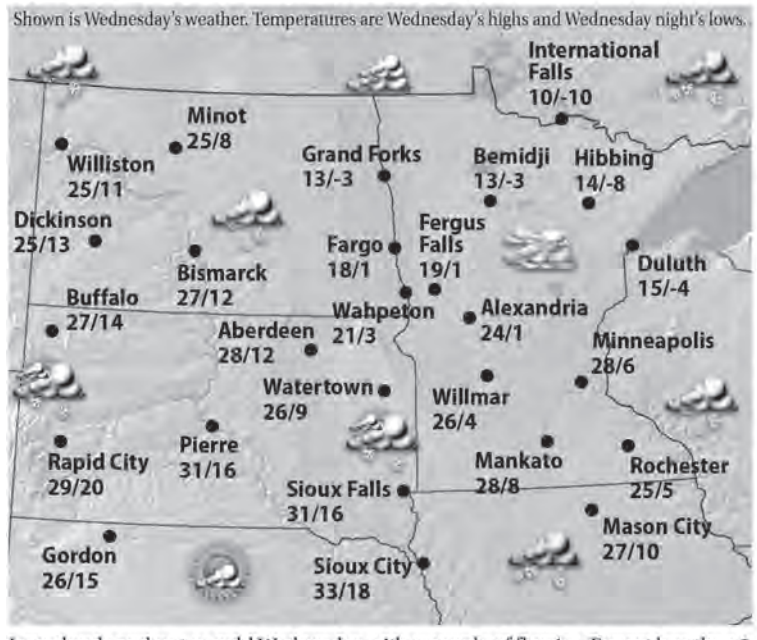 Shown is Wednesday's weather. Temperatures are Wednesday's highs and Wednesday night's lows.
International
Falls
10/-10
Minot
25/8
Williston
25/11
Grand Forks
13/-3
Bemidji
13/-3
Hibbing
14/-8
Dickinson
25/13
Bismarck
27/12
Fargo
18/1
Fergus
Falls
19/1
Duluth
15/-4
Buffalo
27/14
Wahpeton
21/3
Alexandria
24/1
Aberdeen
28/12
Minneapolis
28/6
Watertown
26/9
Willmar
26/4
Rapid City
29/20
Pierre
31/16
Mankato
28/8
Rochester
25/5
Sioux Falls
31/16
Mason City
27/10
Gordon
26/15
Sioux City
33/18